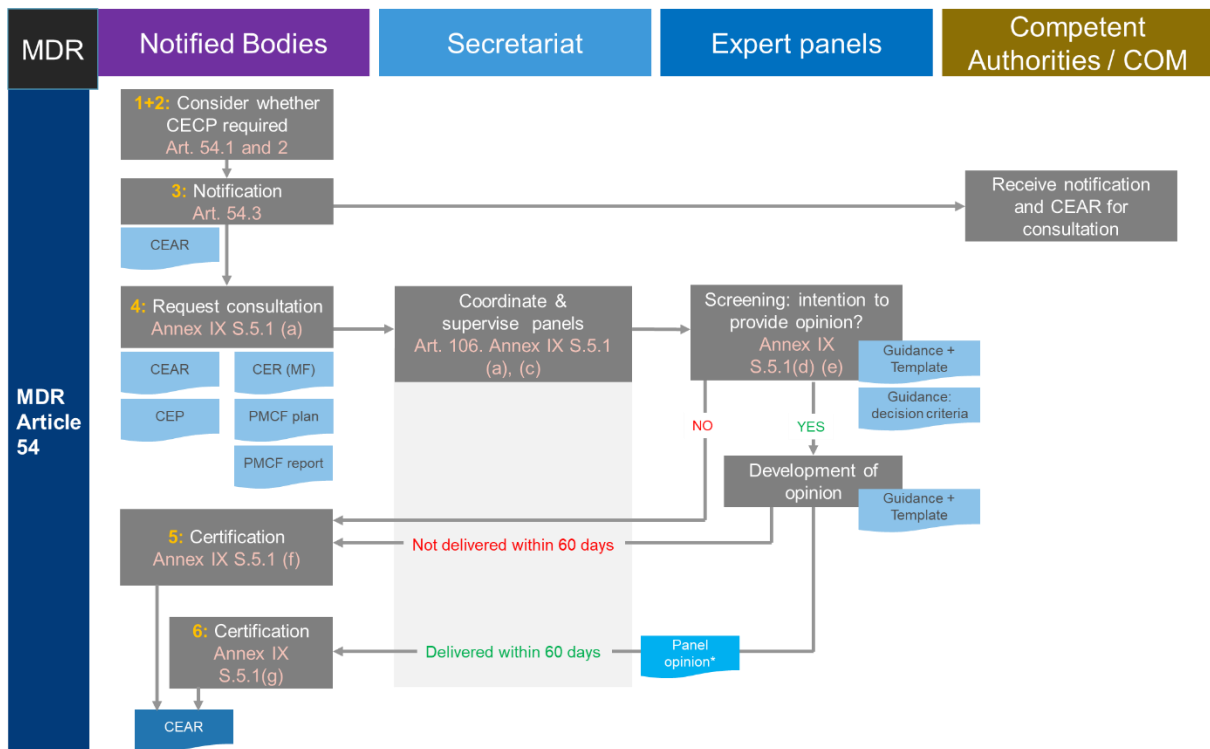 MDR
Notified Bodies
Secretariat
Expert panels
Competent
Authorities / COM
MDR
Article
54
1+2: Consider whether
CECP required
Art. 54.1 and 2
3: Notification
Art. 54.3
CEAR
Receive notification
and CEAR for
consultation
4: Request consultation
Annex IX S.5.1 (a)
CEAR
CER (MF)
CEP
PMCF plan
PMCF report
Coordinate &
supervise panels
Art. 106. Annex IX S.5.1
(a), (c)
Screening: intention to
provide opinion?
Annex IX
S.5.1(d) (e)
Guidance +
Template
Guidance:
decision criteria
NO
YES
Development of
opinion
Guidance +
Template
5: Certification
Annex IX S.5.1 (f)
Not delivered within 60 days
6: Certification
Annex IX
S.5.1(g)
Delivered within 60 days
Panel
opinion*
CEAR